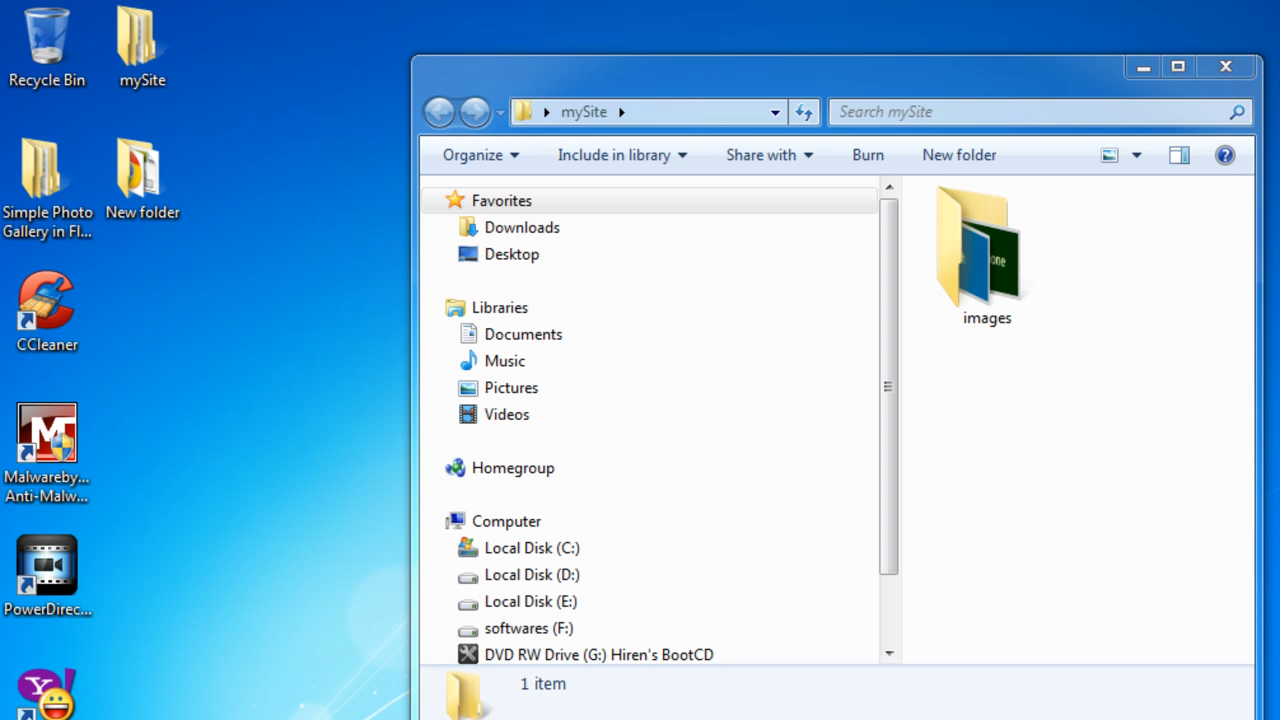 Recycle Bin
mySite
Simple Photo
Gallery in Fl...
New folder
CCleaner
Malwareby...
Anti-Malw...
PowerDirec...
mySite
Search mySite
Organize
Include in library
Share with
Burn
New folder
Favorites
Downloads
Desktop
Libraries
Documents
Music
Pictures
Videos
Homegroup
Computer
Local Disk (C:)
Local Disk (D:)
Local Disk (E:)
softwares (F:)
DVD RW Drive (G:) Hiren's BootCD
one
images
1 item